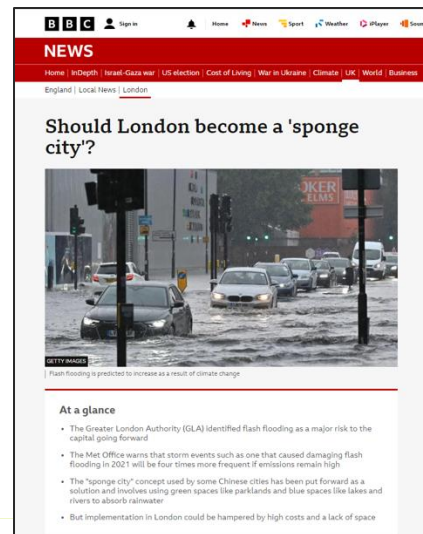 BBC Sign in Home News Sport Weather iPlayer Soun
NEWS
Home | InDepth | Israel-Gaza war | US election | Cost of Living | War in Ukraine | Climate | UK | World | Business
England | Local News | London
Should London become a 'sponge
city'?
OKER
ELMS
GETTY IMAGES
Flash flooding is predicted to increase as a result of climate change
At a glance
• The Greater London Authority (GLA) identified flash flooding as a major risk to the
capital going forward
• The Met Office warns that storm events such as one that caused damaging flash
flooding in 2021 will be four times more frequent if emissions remain high
• The "sponge city" concept used by some Chinese cities has been put forward as a
solution and involves using green spaces like parklands and blue spaces like lakes and
rivers to absorb rainwater
• But implementation in London could be hampered by high costs and a lack of space